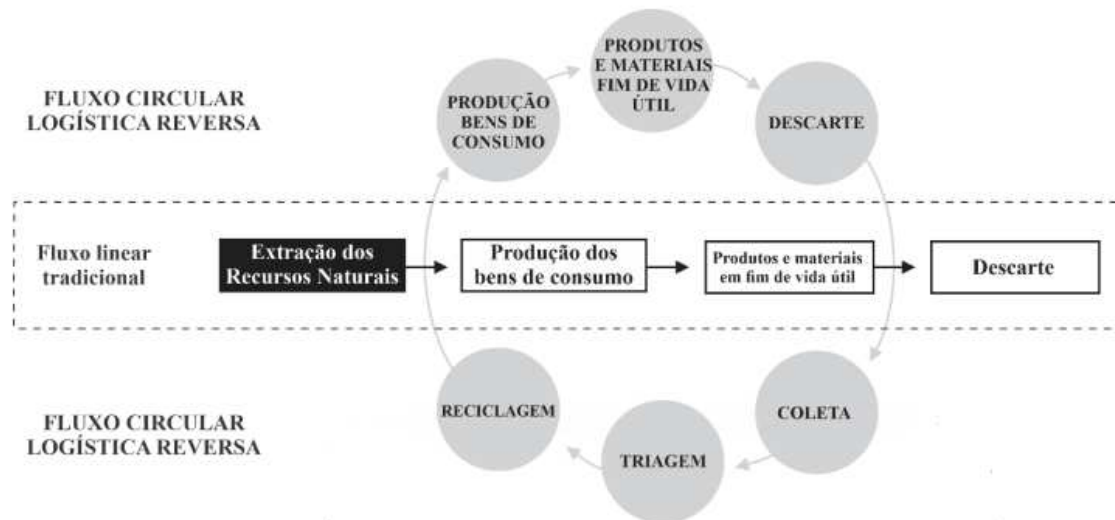 PRODUTOS
E MATERIAIS
FIM DE VIDA
ÚTIL
FLUXO CIRCULAR
LOGÍSTICA REVERSA
PRODUÇÃO
BENS DE
CONSUMO
DESCARTE
Fluxo linear
tradicional
Extração dos
Recursos Naturais
Produção dos
bens de consumo
Produtos e materiais
em fim de vida útil
Descarte
FLUXO CIRCULAR
LOGÍSTICA REVERSA
RECICLAGEM
TRIAGEM
COLETA